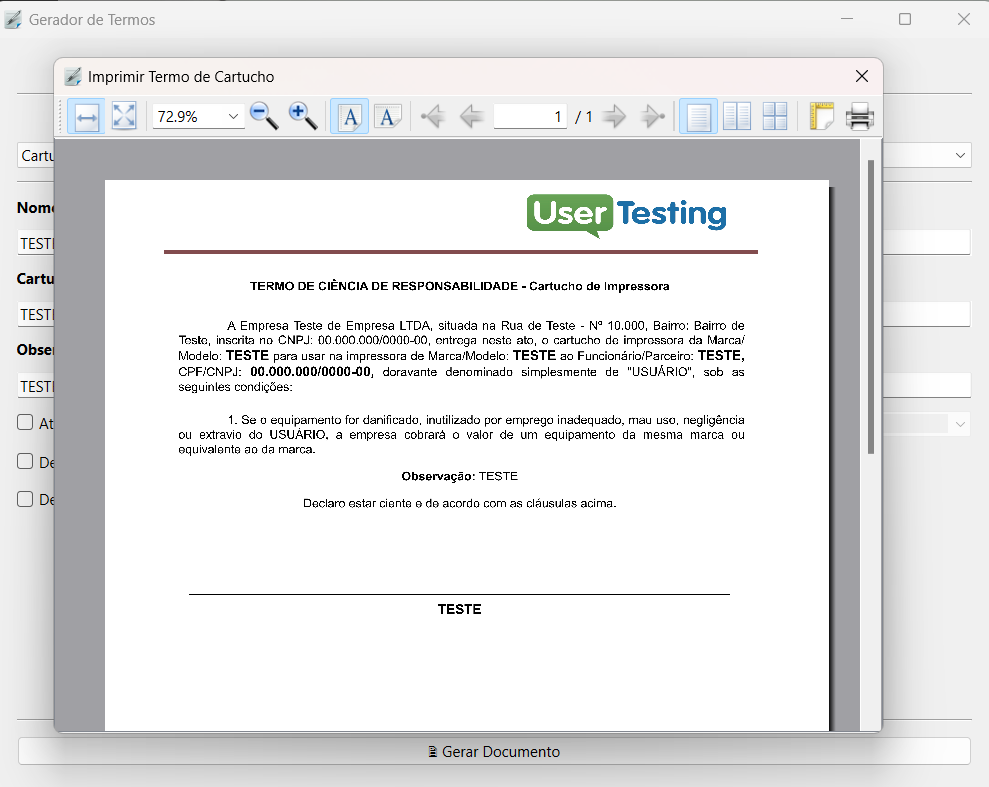 Gerador de Termos
Imprimir Termo de Cartucho
72.9%
A
A
1 / 1
Cartu
Nome
TESTE
Cartu
TESTE
Obser
TESTE
At
De
De
User Testing
TERMO DE CIÊNCIA DE RESPONSABILIDADE - Cartucho de Impressora
A Empresa Teste de Empresa LTDA, situada na Rua de Teste - Nº 10.000, Bairro: Bairro de
Teste, inscrita no CNPJ: 00.000.000/0000-00, entrega neste ato, o cartucho de impressora da Marca/
Modelo: TESTE para usar na impressora de Marca/Modelo: TESTE ao Funcionário/Parceiro: TESTE,
CPF/CNPJ: 00.000.000/0000-00, doravante denominado simplesmente de "USUÁRIO", sob as
seguintes condições:
1. Se o equipamento for danificado, inutilizado por emprego inadequado, mau uso, negligência
ou extravio do USUÁRIO, a empresa cobrará o valor de um equipamento da mesma marca ou
equivalente ao da marca.
Observação: TESTE
Declaro estar ciente e de acordo com as cláusulas acima.
TESTE
Gerar Documento